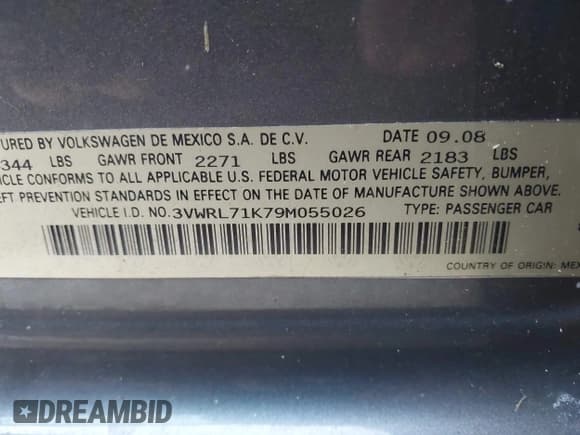 URED BY VOLKSWAGEN DE MEXICO S.A. DE C.V. DATE 09.08
344 LBS GAWR FRONT 2271 LBS GAWR REAR 2183 LBS
ICLE CONFORMS TO ALL APPLICABLE U.S. FEDERAL MOTOR VEHICLE SAFETY, BUMPER,
EFT PREVENTION STANDARDS IN EFFECT ON THE DATE OF MANUFACTURE SHOWN ABOVE.
VEHICLE I.D. NO. 3VWRL71K79M055026 TYPE: PASSENGER CAR
COUNTRY OF ORIGIN: MEX
DREAMBID